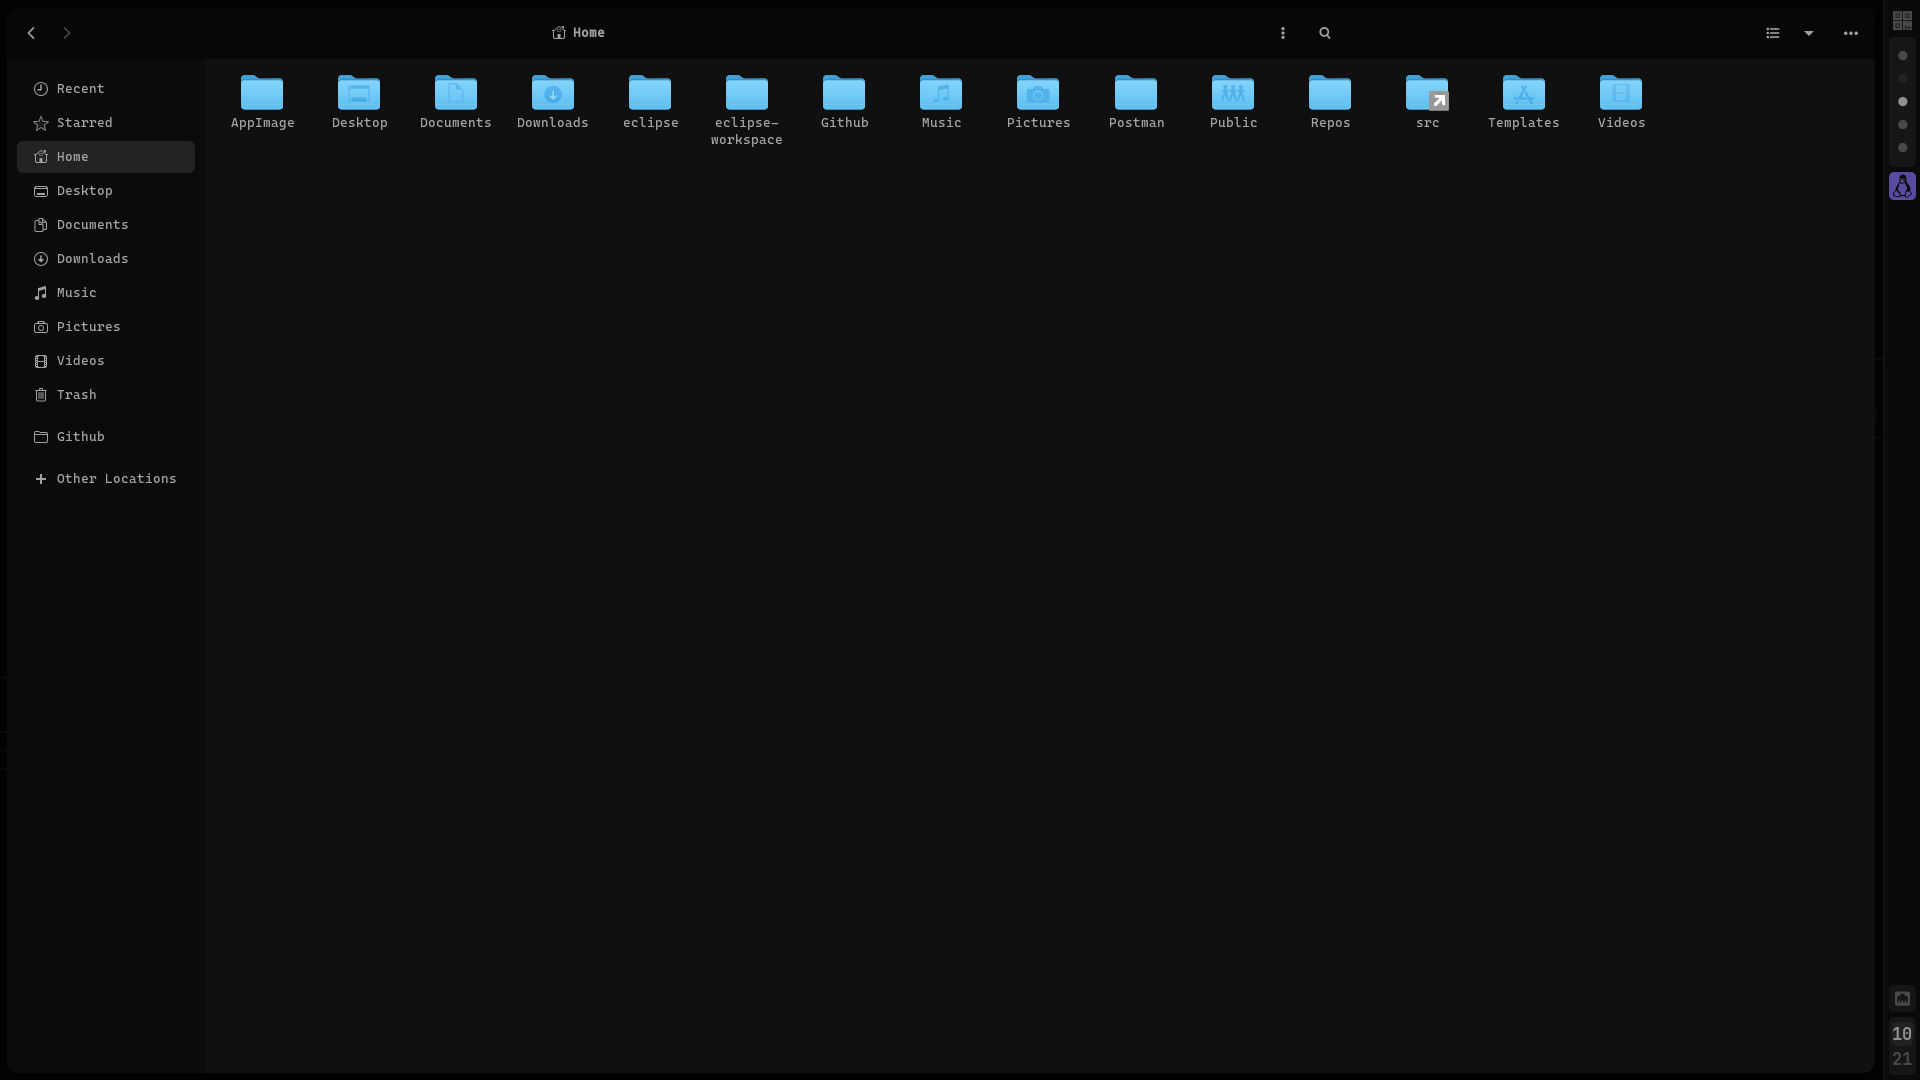 Home
Recent
Starred
Home
Desktop
Documents
Downloads
Music
Pictures
Videos
Trash
Github
Other Locations
AppImage
Desktop
Documents
Downloads
eclipse
eclipse-
workspace
Github
Music
Pictures
Postman
Public
Repos
src
Templates
Videos
10
21